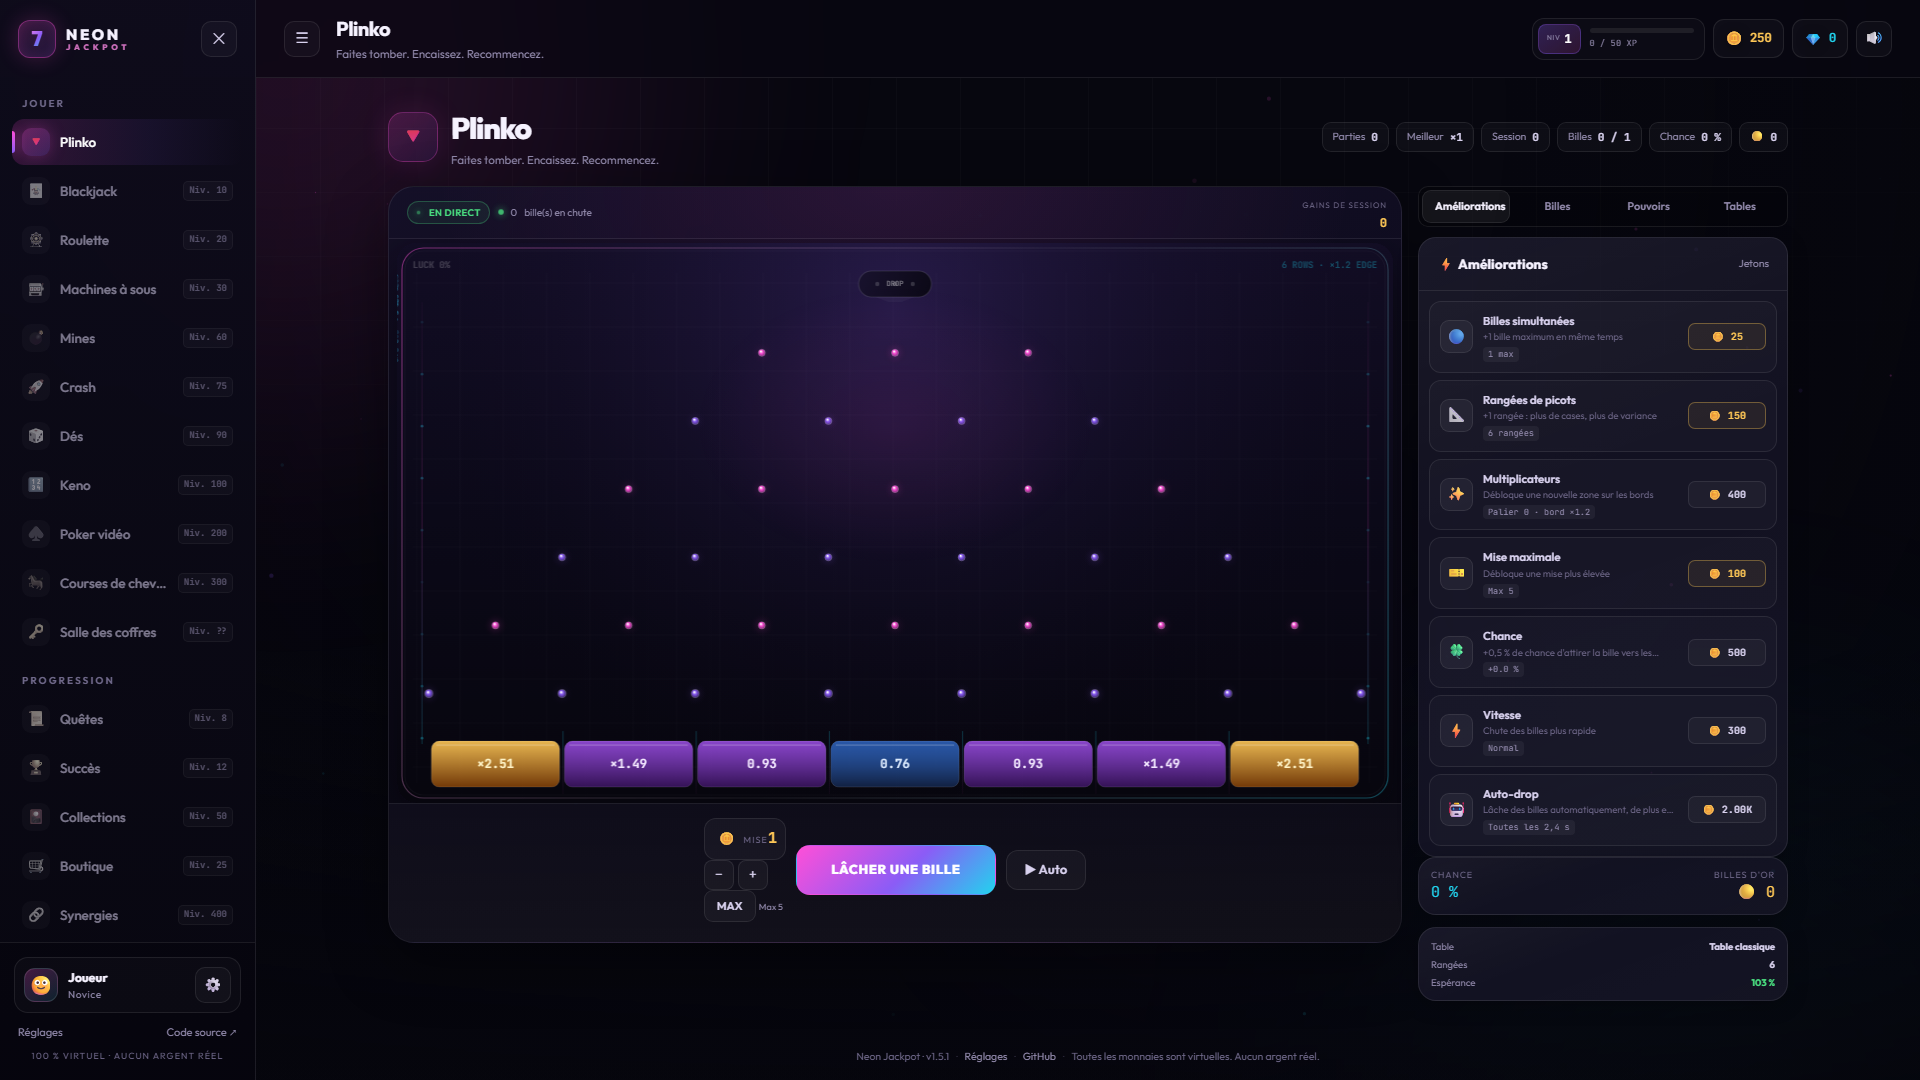 7 NEON
JACKPOT
JOUER
Plinko
Blackjack Niv. 10
Roulette Niv. 20
Machines à sous Niv. 30
Mines Niv. 60
Crash Niv. 75
Dés Niv. 90
Keno Niv. 100
Poker vidéo Niv. 200
Courses de chev... Niv. 300
Salle des coffres Niv. ??
PROGRESSION
Quêtes Niv. 8
Succès Niv. 12
Collections Niv. 50
Boutique Niv. 25
Synergies Niv. 400
Joueur
Novice
Réglages Code source ↗
100 % VIRTUEL · AUCUN ARGENT RÉEL
Plinko
Faites tomber. Encaissez. Recommencez.
NIV 1
0 / 50 XP
250
0
Plinko
Faites tomber. Encaissez. Recommencez.
Parties 0
Meilleur ×1
Session 0
Billes 0 / 1
Chance 0 %
0
EN DIRECT
0 bille(s) en chute
GAINS DE SESSION
0
LUCK 0%
6 ROWS · ×1.2 EDGE
DROP
×2.51 ×1.49 0.93 0.76 0.93 ×1.49 ×2.51
MISE 1
− +
MAX Max 5
LÂCHER UNE BILLE
▶ Auto
Améliorations Billes Pouvoirs Tables
Améliorations Jetons
Billes simultanées
+1 bille maximum en même temps
1 max
25
Rangées de picots
+1 rangée : plus de cases, plus de variance
6 rangées
150
Multiplicateurs
Débloque une nouvelle zone sur les bords
Palier 0 · bord ×1.2
400
Mise maximale
Débloque une mise plus élevée
Max 5
100
Chance
+0,5 % de chance d'attirer la bille vers les...
+0.0 %
500
Vitesse
Chute des billes plus rapide
Normal
300
Auto-drop
Lâche des billes automatiquement, de plus e...
Toutes les 2,4 s
2.00K
CHANCE
0 %
BILLES D'OR
0
Table Table classique
Rangées 6
Espérance 103 %
Neon Jackpot · v1.5.1 · Réglages · GitHub · Toutes les monnaies sont virtuelles. Aucun argent réel.